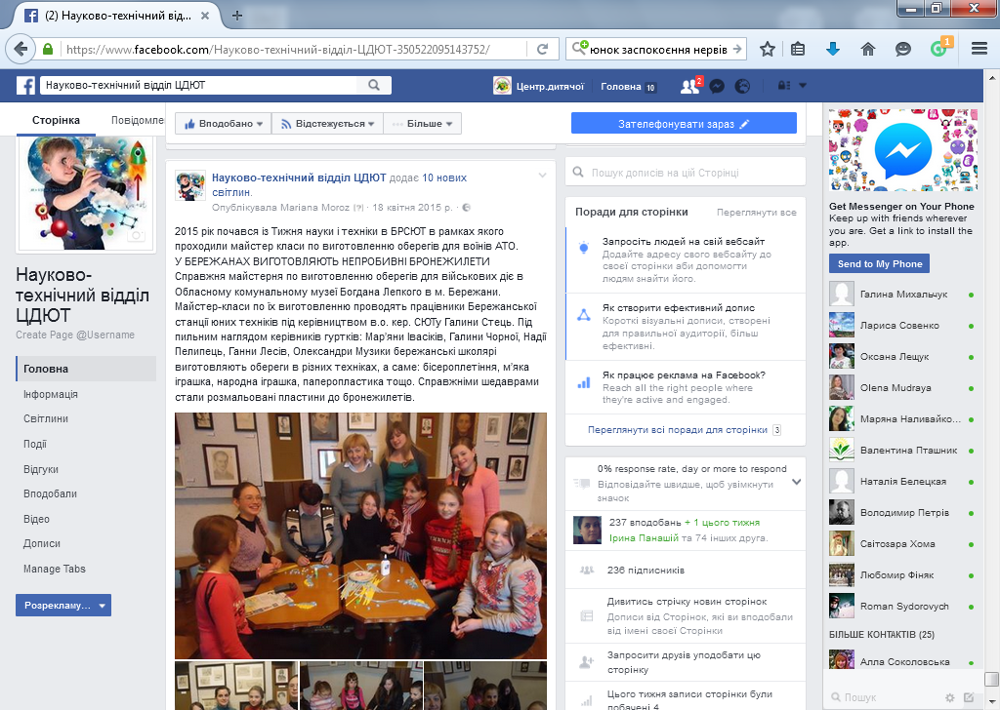 (2) Науково-технічний відд...
https://www.facebook.com/Науково-технічний-відділ-ЦДЮТ-350522095143752/
юнок заспокоєння нервів
1
Науково-технічний відділ ЦДЮТ
Центр.дитячої
Головна 10
2
Сторінка
Повідомле
Вподобано
Відстежується
Більше
Зателефонувати зараз
Науково-технічний відділ ЦДЮТ
Create Page @Username
Головна
Інформація
Світлини
Події
Відгуки
Вподобали
Відео
Дописи
Manage Tabs
Розрекламу...
Науково-технічний відділ ЦДЮТ додає 10 нових
світлин.
Опублікувала Mariana Moroz [?] · 18 квітня 2015 р. ·
2015 рік почався із Тижня науки і техніки в БРСЮТ в рамках якого
проходили майстер класи по виготовленню оберегів для воїнів АТО.
У БЕРЕЖАНАХ ВИГОТОВЛЯЮТЬ НЕПРОБИВНІ БРОНЕЖИЛЕТИ
Справжня майстерня по виготовленню оберегів для військових діє в
Обласному комунальному музеї Богдана Лепкого в м. Бережани.
Майстер-класи по їх виготовленню проводять працівники Бережанської
станції юних техніків під керівництвом в.о. кер. СЮТу Галини Стець. Під
пильним наглядом керівників гуртків: Мар'яни Івасіків, Галини Чорної, Надії
Пелипець, Ганни Лесів, Олександри Музики бережанські школярі
виготовляють обереги в різних техніках, а саме: бісероплетіння, м'яка
іграшка, народна іграшка, паперопластика тощо. Справжніми шедеврами
стали розмальовані пластини до бронежилетів.
Пошук дописів на цій Сторінці
Поради для сторінки
Переглянути все
Запросіть людей на свій вебсайт
Додайте адресу свого вебсайту до
своєї сторінки аби допомогти
людям знайти його.
Як створити ефективний допис
Короткі візуальні дописи, створені
для правильної аудиторії, більш
ефективні.
Як працює реклама на Facebook?
Reach all the right people where
they're active and engaged.
Переглянути всі поради для сторінки 3
0% response rate, day or more to respond
Відповідайте швидше, щоб увімкнути
значок
237 вподобань + 1 цього тижня
Ірина Панашій та 74 інших друга.
236 підписників
Дивитись стрічку новин сторінок
Дописи від Сторінок, які ви вподобали
від імені своєї Сторінки
Запросити друзів уподобати цю
сторінку
Цього тижня записи сторінки були
побачені 4
Get Messenger on Your Phone
Keep up with friends wherever
you are. Get a link to install the
app.
Send to My Phone
Галина Михальчук
Лариса Совенко
Оксана Лещук
Olena Mudraya
Маряна Наливайко...
Валентина Пташник
Наталія Белецкая
Володимир Петрів
Світозара Хома
Любомир Фіняк
Roman Sydorovych
БІЛЬШЕ КОНТАКТІВ (25)
Алла Соколовська
Пошук